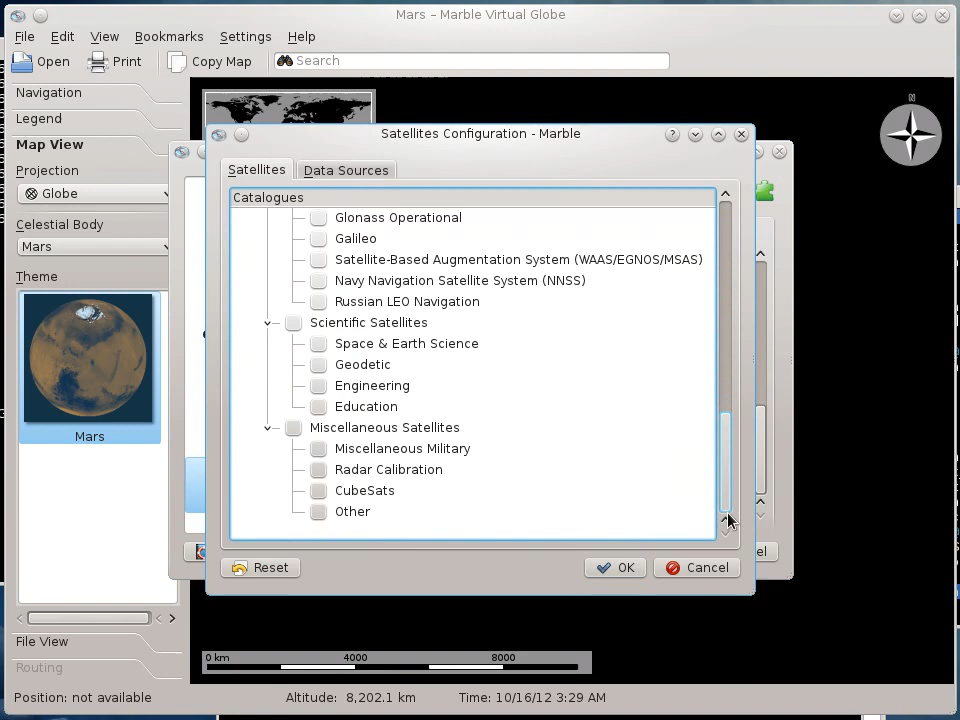 Mars – Marble Virtual Globe
File Edit View Bookmarks Settings Help
Open Print Copy Map Search
Navigation
Legend
Map View
Projection
Globe
Celestial Body
Mars
Theme
Mars
File View
Routing
N
Satellites Configuration - Marble
?
Satellites Data Sources
Catalogues
Glonass Operational
Galileo
Satellite-Based Augmentation System (WAAS/EGNOS/MSAS)
Navy Navigation Satellite System (NNSS)
Russian LEO Navigation
Scientific Satellites
Space & Earth Science
Geodetic
Engineering
Education
Miscellaneous Satellites
Miscellaneous Military
Radar Calibration
CubeSats
Other
Reset OK Cancel
el
0 km 4000 8000
Position: not available Altitude: 8,202.1 km Time: 10/16/12 3:29 AM